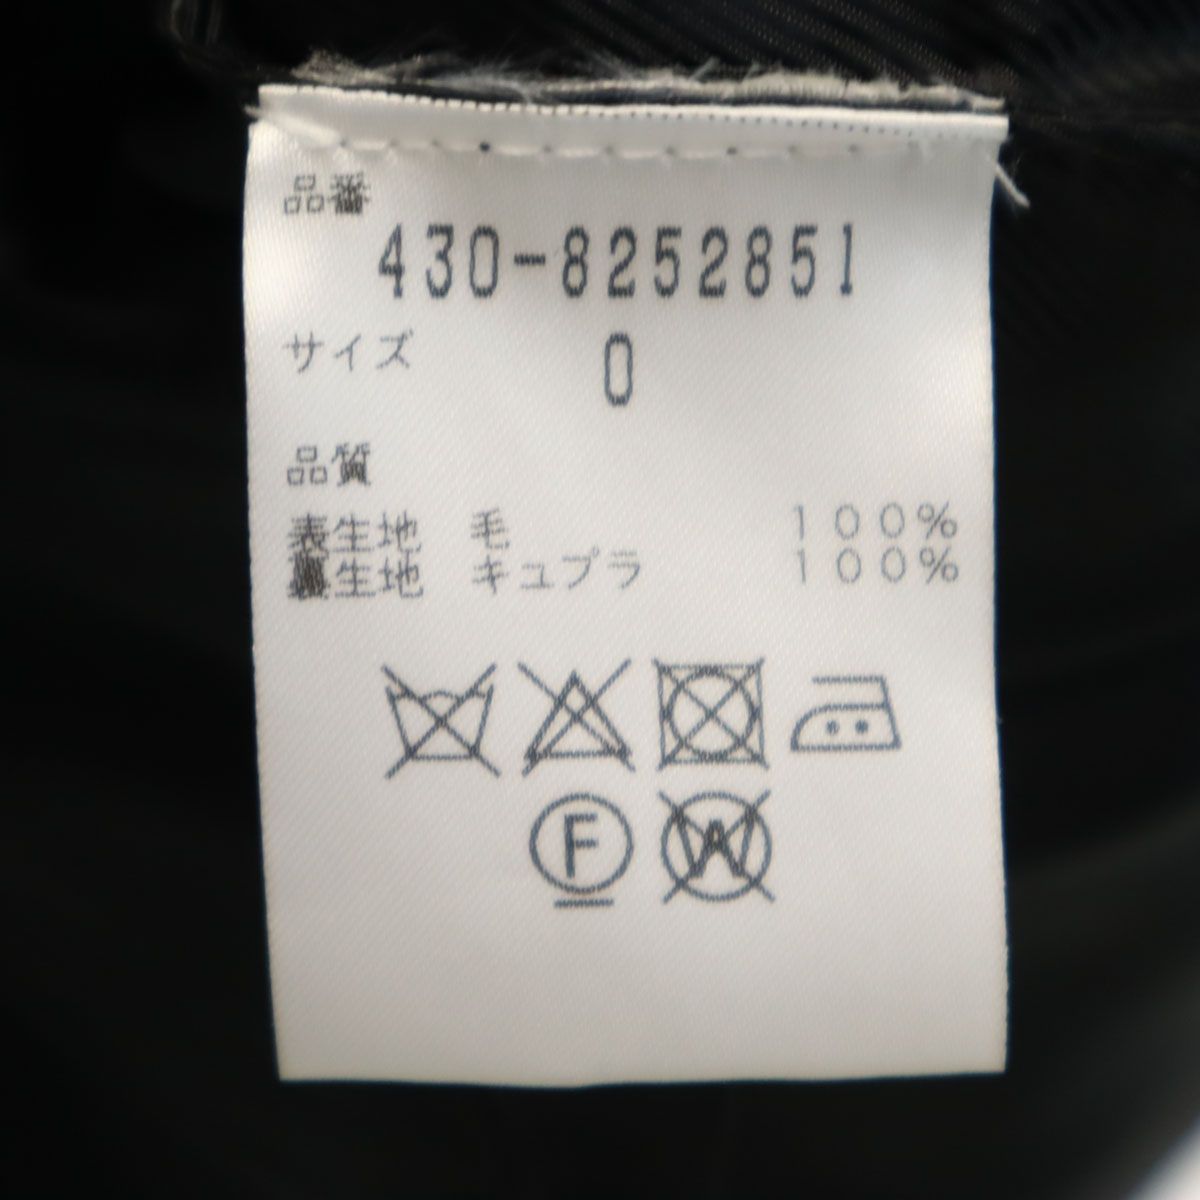 品番
430-8252851
サイズ 0
品質
表生地 毛 100%
裏生地 キュプラ 100%
F W